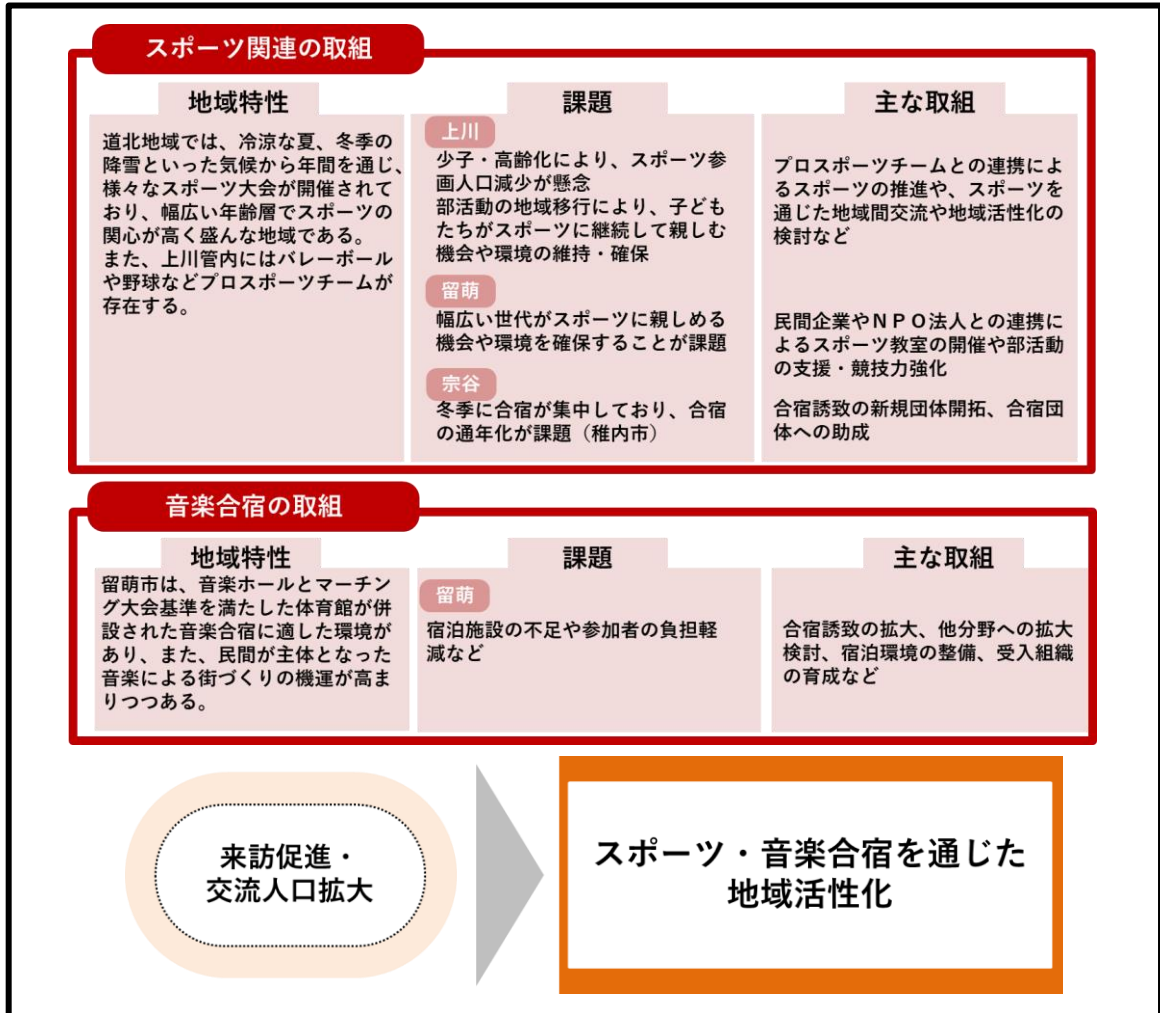 スポーツ関連の取組
地域特性
道北地域では、冷涼な夏、冬季の
降雪といった気候から年間を通じ、
様々なスポーツ大会が開催されて
おり、幅広い年齢層でスポーツの
関心が高く盛んな地域である。
また、上川管内にはバレーボール
や野球などプロスポーツチームが
存在する。
課題
上川
少子・高齢化により、スポーツ参
画人口減少が懸念
部活動の地域移行により、子ども
たちがスポーツに継続して親しむ
機会や環境の維持・確保
留萌
幅広い世代がスポーツに親しめる
機会や環境を確保することが課題
宗谷
冬季に合宿が集中しており、合宿
の通年化が課題（稚内市）
主な取組
プロスポーツチームとの連携によ
るスポーツの推進や、スポーツを
通じた地域間交流や地域活性化の
検討など
民間企業やＮＰＯ法人との連携に
よるスポーツ教室の開催や部活動
の支援・競技力強化
合宿誘致の新規団体開拓、合宿団
体への助成
音楽合宿の取組
地域特性
留萌市は、音楽ホールとマーチン
グ大会基準を満たした体育館が併
設された音楽合宿に適した環境が
あり、また、民間が主体となった
音楽による街づくりの機運が高ま
りつつある。
課題
留萌
宿泊施設の不足や参加者の負担軽
減など
主な取組
合宿誘致の拡大、他分野への拡大
検討、宿泊環境の整備、受入組織
の育成など
来訪促進・
交流人口拡大
スポーツ・音楽合宿を通じた
地域活性化